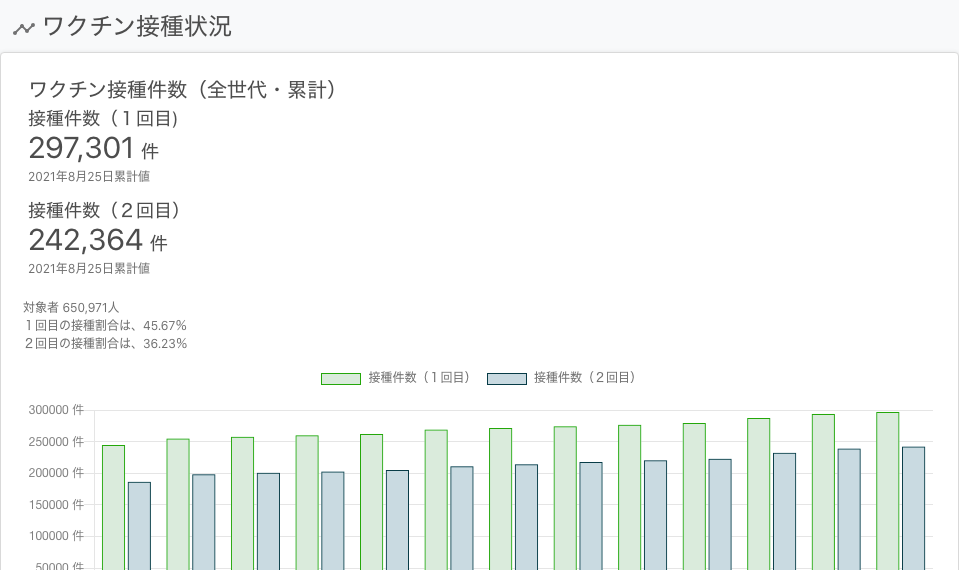 ワクチン接種状況
ワクチン接種件数（全世代・累計）
接種件数（１回目)
297,301 件
2021年8月25日累計値
接種件数（２回目）
242,364 件
2021年8月25日累計値
対象者 650,971人
１回目の接種割合は、45.67%
２回目の接種割合は、36.23%
接種件数（１回目） 接種件数（２回目）
300000 件
250000 件
200000 件
150000 件
100000 件
50000 件